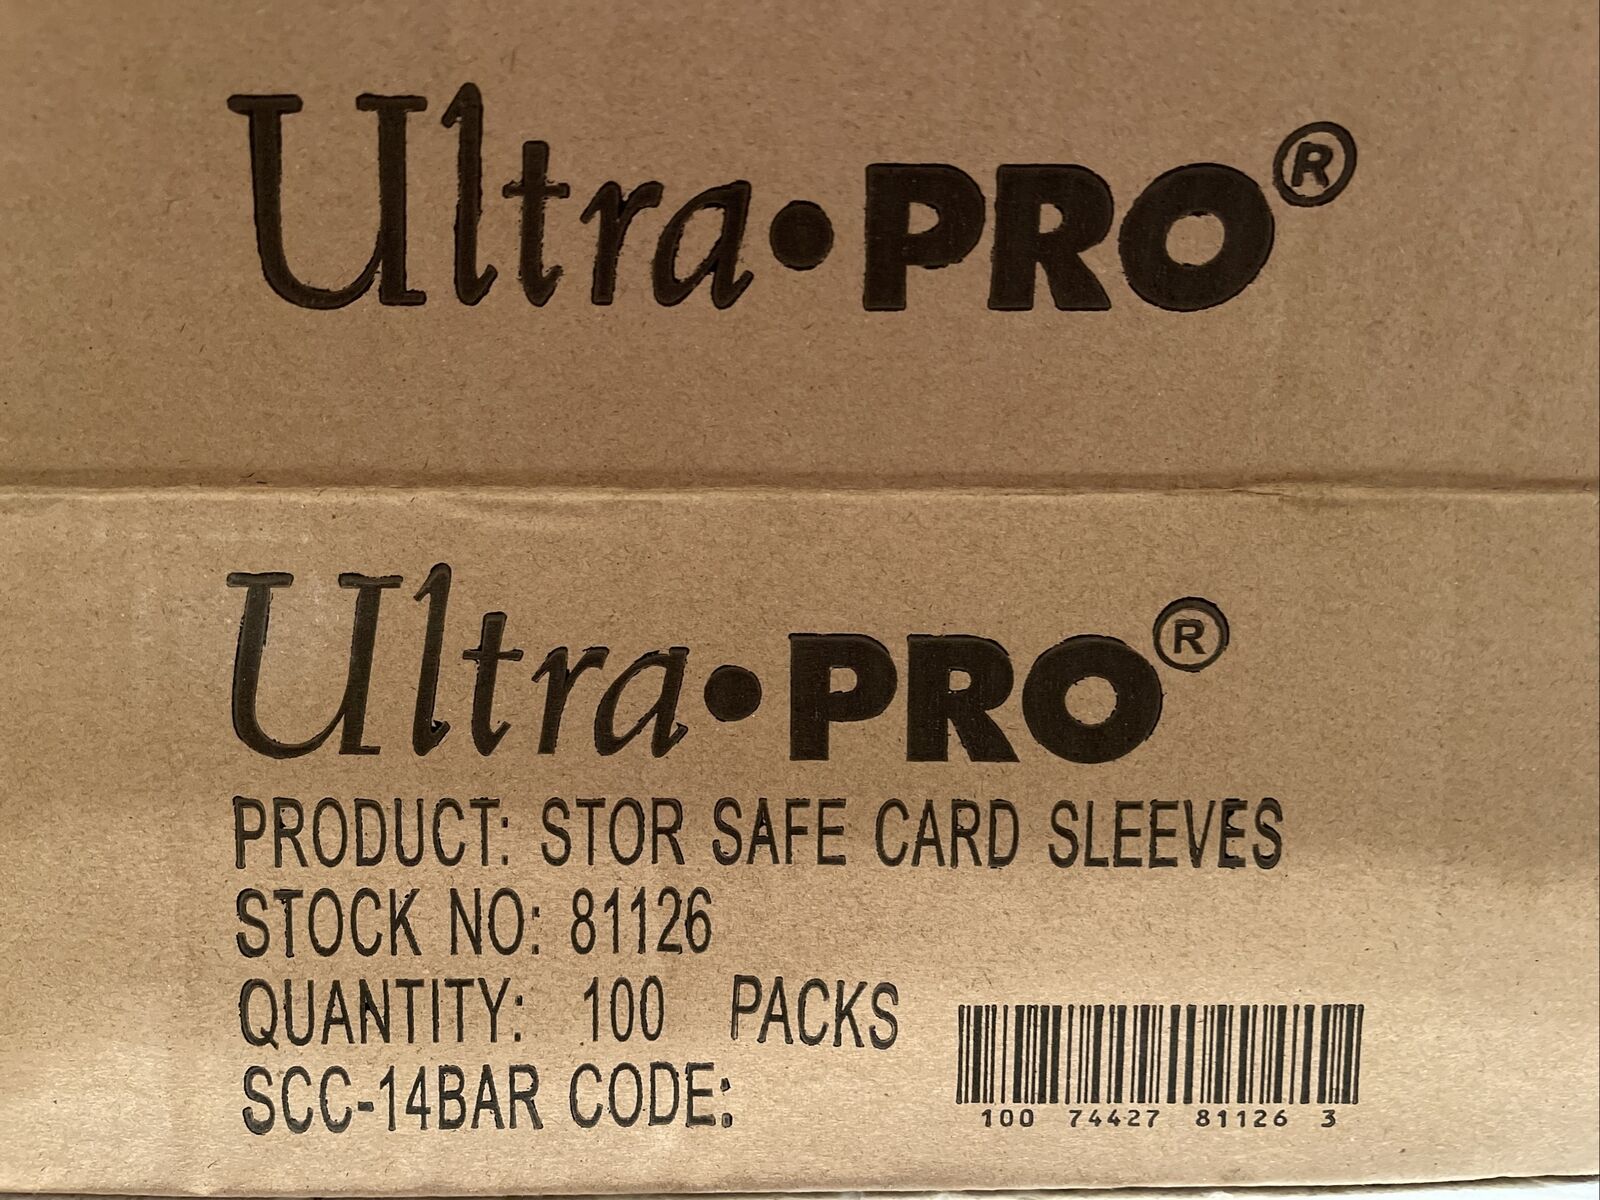 Ultra•PRO®
Ultra•PRO®
PRODUCT: STOR SAFE CARD SLEEVES
STOCK NO: 81126
QUANTITY: 100 PACKS
SCC-14BAR CODE:
100 74427 81126 3